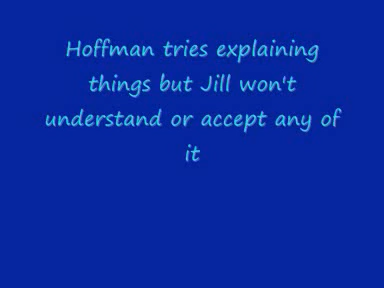 Hoffman tries explaining
things but Jill won't
understand or accept any of
it